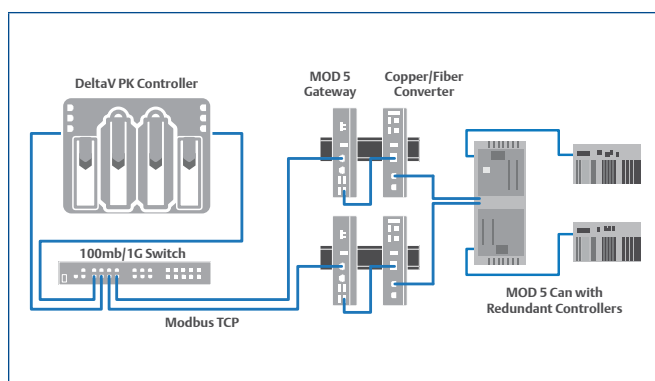 DeltaV PK Controller
MOD 5
Gateway
Copper/Fiber
Converter
100mb/1G Switch
Modbus TCP
MOD 5 Can with
Redundant Controllers